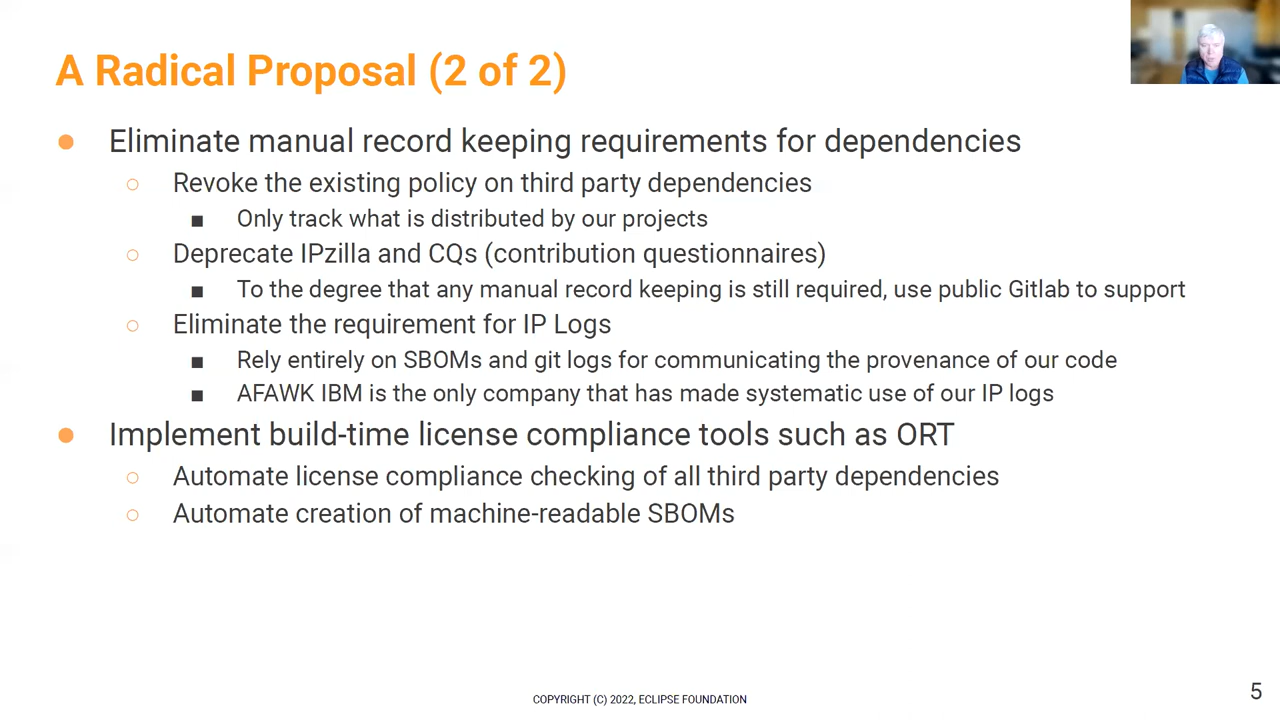 A Radical Proposal (2 of 2)
● Eliminate manual record keeping requirements for dependencies
○ Revoke the existing policy on third party dependencies
■ Only track what is distributed by our projects
○ Deprecate IPzilla and CQs (contribution questionnaires)
■ To the degree that any manual record keeping is still required, use public Gitlab to support
○ Eliminate the requirement for IP Logs
■ Rely entirely on SBOMs and git logs for communicating the provenance of our code
■ AFAWK IBM is the only company that has made systematic use of our IP logs
● Implement build-time license compliance tools such as ORT
○ Automate license compliance checking of all third party dependencies
○ Automate creation of machine-readable SBOMs
COPYRIGHT (C) 2022, ECLIPSE FOUNDATION
5